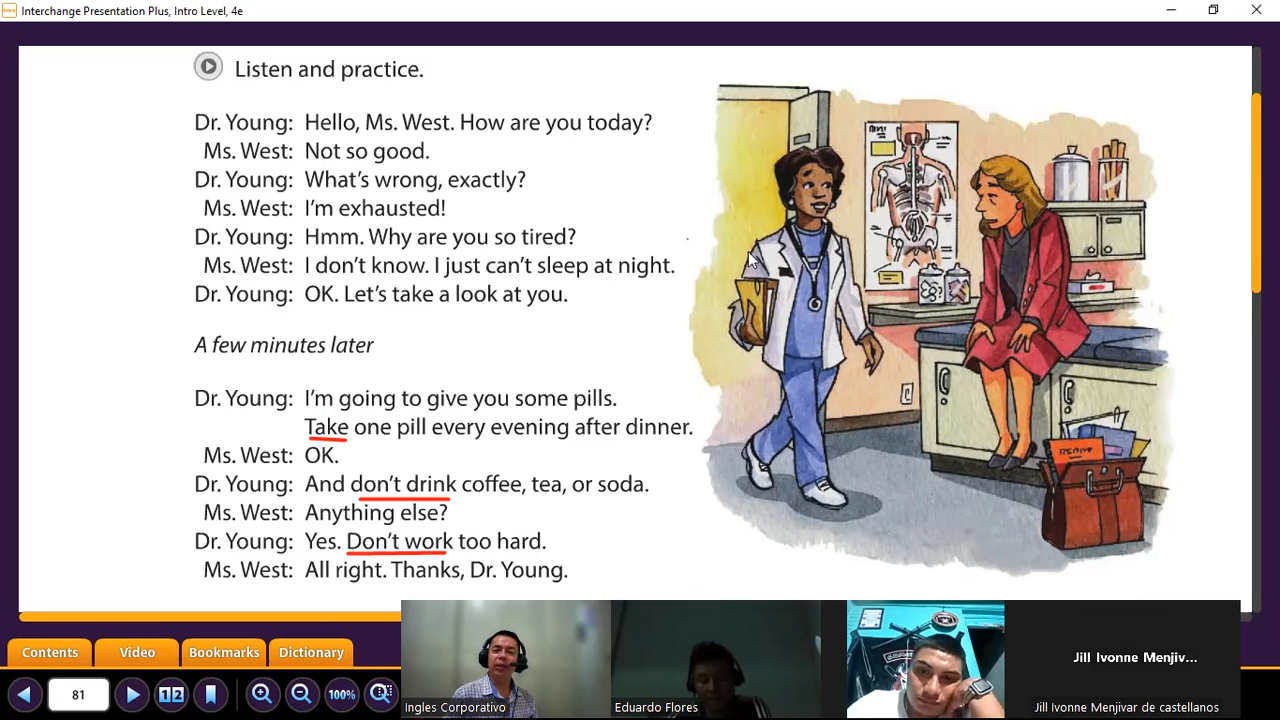 Interchange Presentation Plus, Intro Level, 4e
Listen and practice.
Dr. Young: Hello, Ms. West. How are you today?
Ms. West: Not so good.
Dr. Young: What's wrong, exactly?
Ms. West: I'm exhausted!
Dr. Young: Hmm. Why are you so tired?
Ms. West: I don't know. I just can't sleep at night.
Dr. Young: OK. Let's take a look at you.
A few minutes later
Dr. Young: I'm going to give you some pills.
Take one pill every evening after dinner.
Ms. West: OK.
Dr. Young: And don't drink coffee, tea, or soda.
Ms. West: Anything else?
Dr. Young: Yes. Don't work too hard.
Ms. West: All right. Thanks, Dr. Young.
Contents Video Bookmarks Dictionary
81 1 2 100%
Ingles Corporativo
Eduardo Flores
Jill Ivonne Menjiv...
Jill Ivonne Menjivar de castellanos